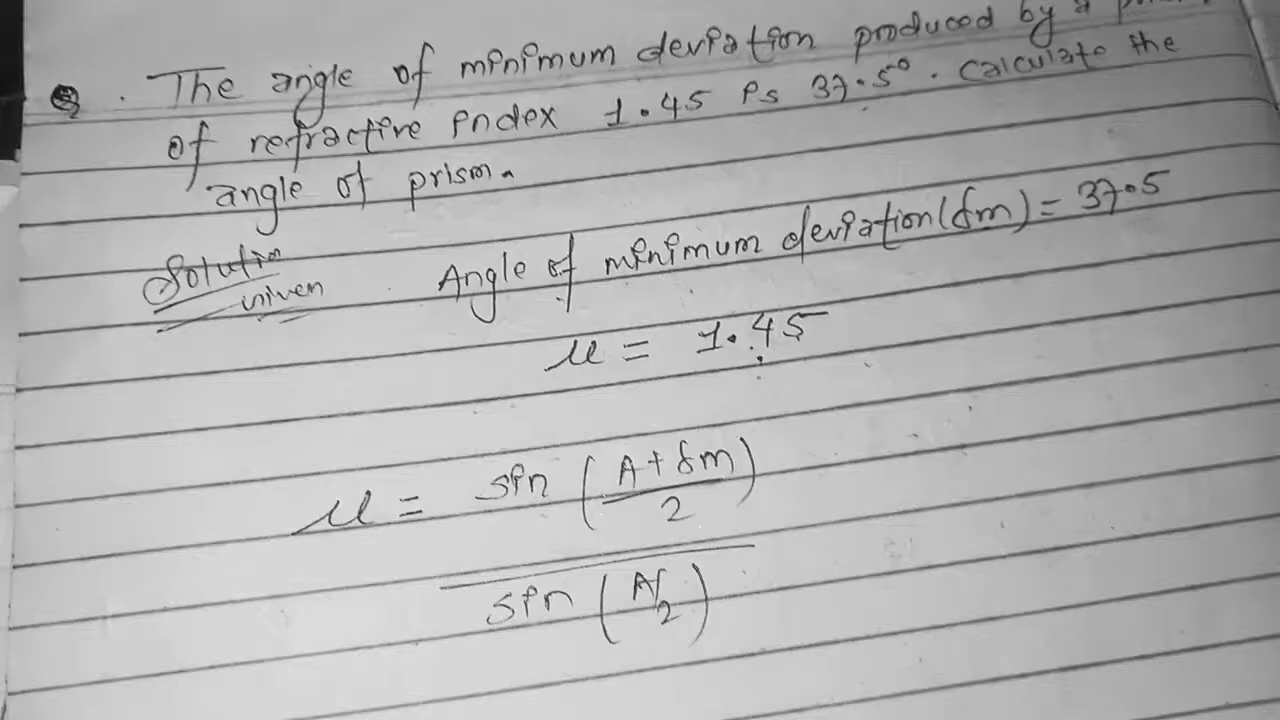 Q. The angle of minimum deviation produced by a
of refractive index 1.45 is 37.5°. calculate the
angle of prism.
Solution
Given Angle of minimum deviation (δm) = 37.5
μ = 1.45
μ = sin (A + δm / 2)
sin (A/2)